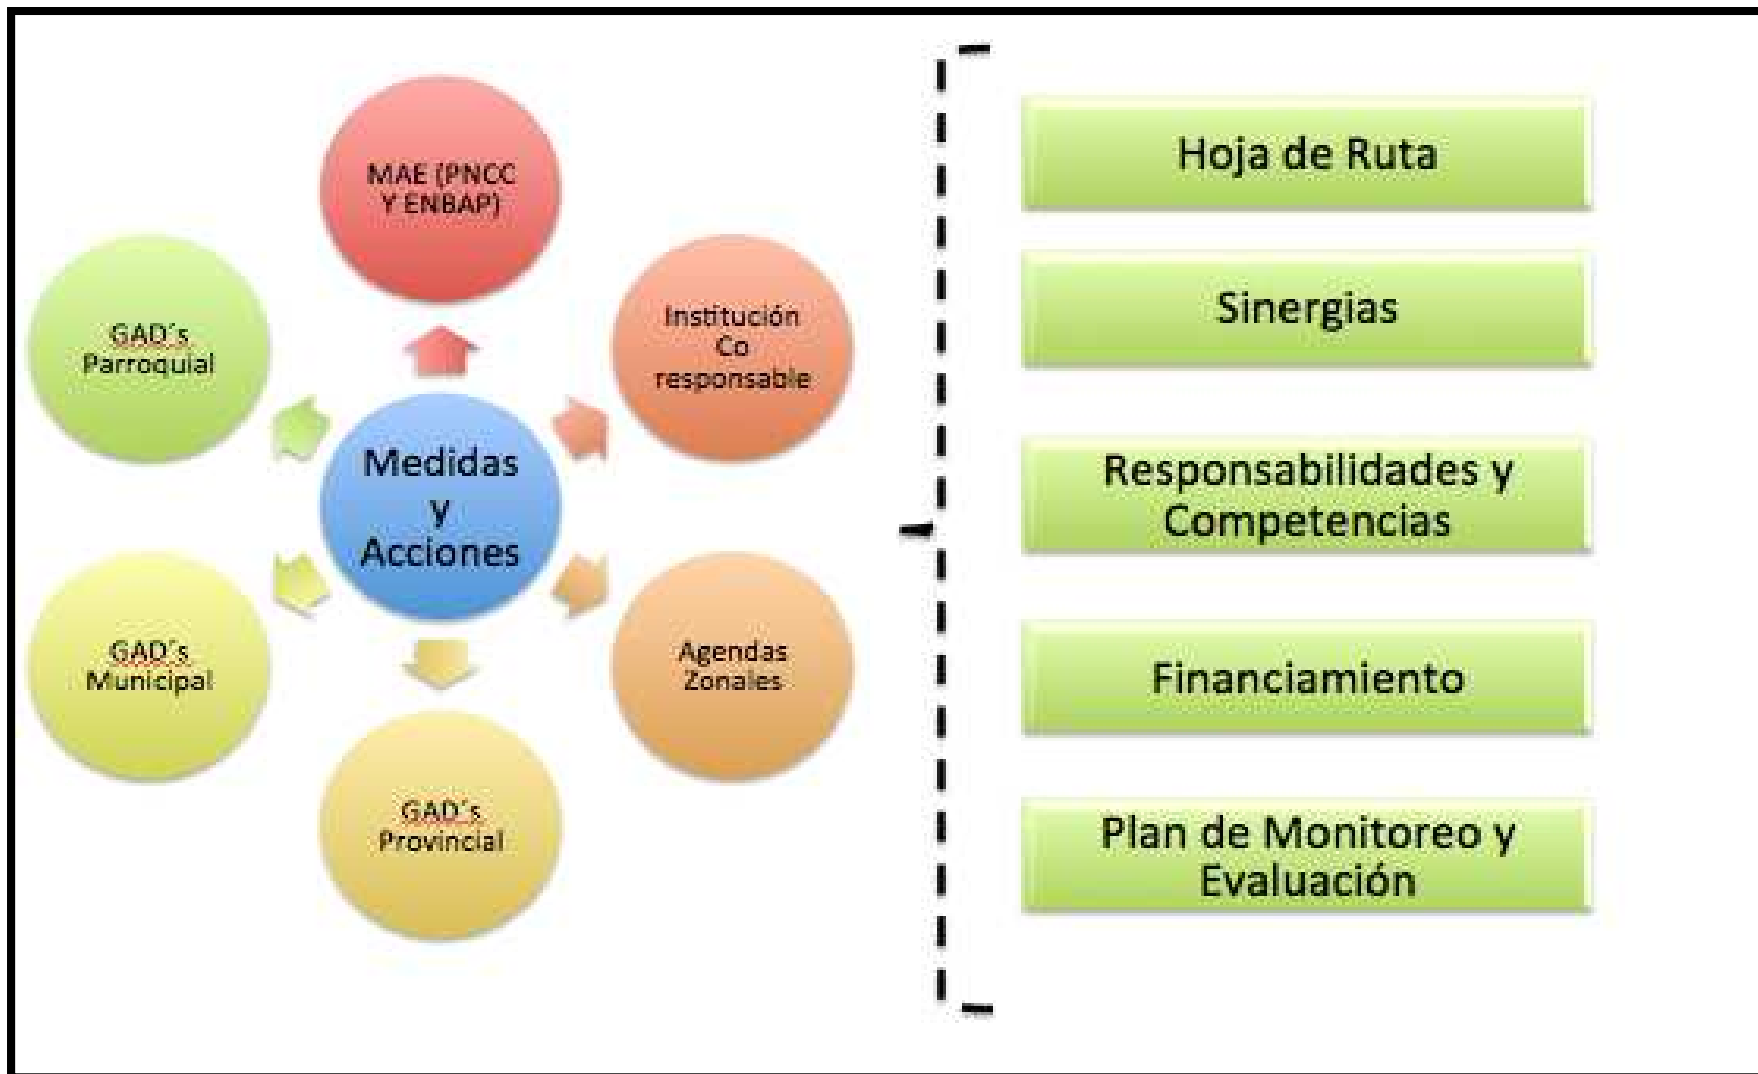 MAE (PNCC
Y ENBAP)
Institución
Co
responsable
Agendas
Zonales
GAD´s
Provincial
GAD´s
Municipal
GAD´s
Parroquial
Medidas
y
Acciones
Hoja de Ruta
Sinergias
Responsabilidades y
Competencias
Financiamiento
Plan de Monitoreo y
Evaluación